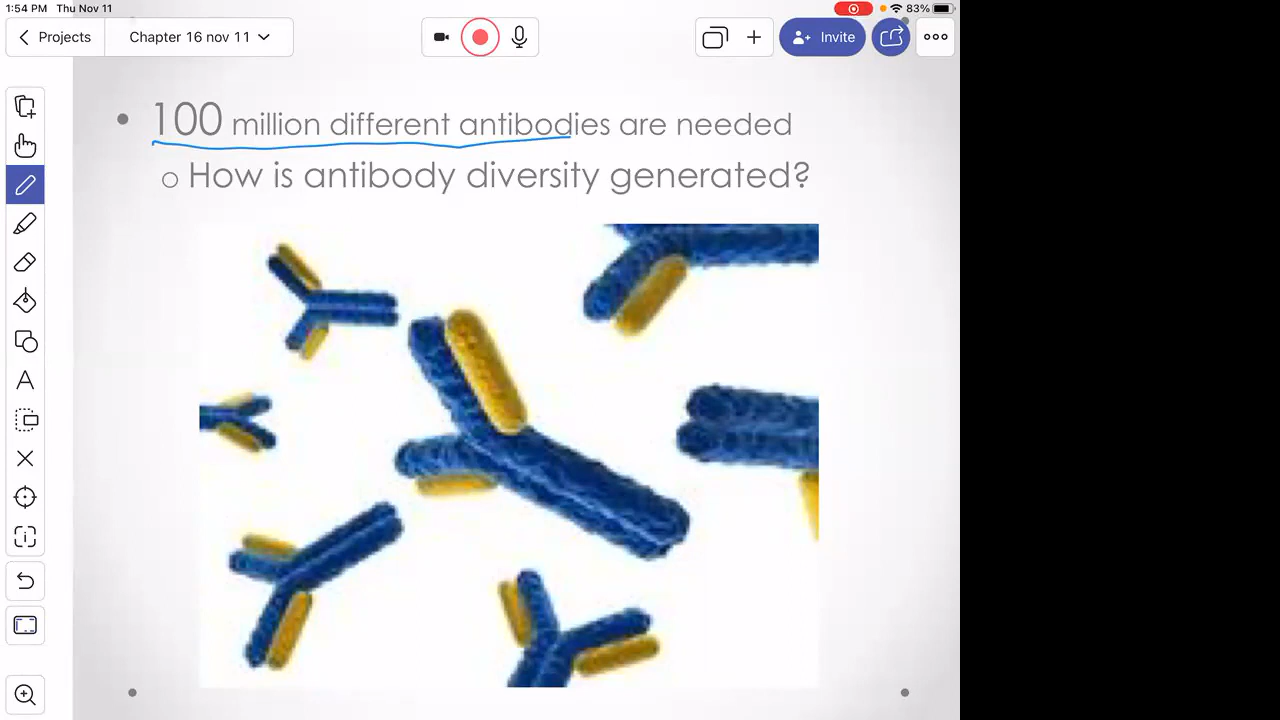 1:54 PM Thu Nov 11
83%
Projects
Chapter 16 nov 11
Invite
100 million different antibodies are needed
How is antibody diversity generated?
A